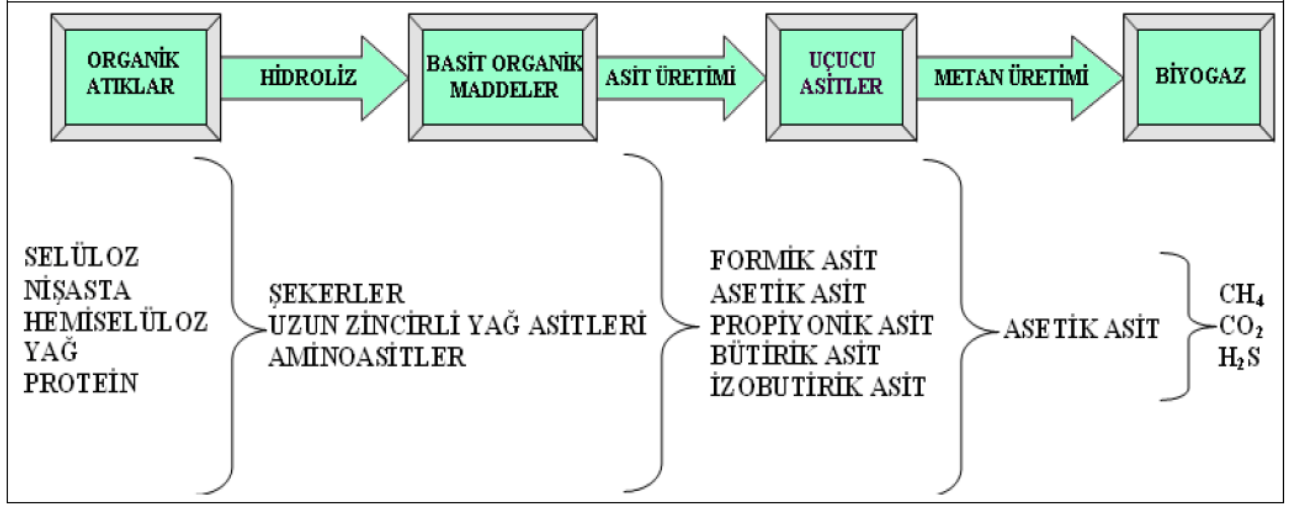 ORGANİK
ATIKLAR
HİDROLİZ
BASİT ORGANİK
MADDELER
ASİT ÜRETİMİ
UÇUCU
ASİTLER
METAN ÜRETİMİ
BİYOGAZ
SELÜLOZ
NİŞASTA
HEMİSELÜLOZ
YAĞ
PROTEİN
ŞEKERLER
UZUN ZİNCİRLİ YAĞ ASİTLERİ
AMİNOASİTLER
FORMİK ASİT
ASETİK ASİT
PROPİYONİK ASİT
BÜTİRİK ASİT
İZOBUTİRİK ASİT
ASETİK ASİT
CH₄
CO₂
H₂S